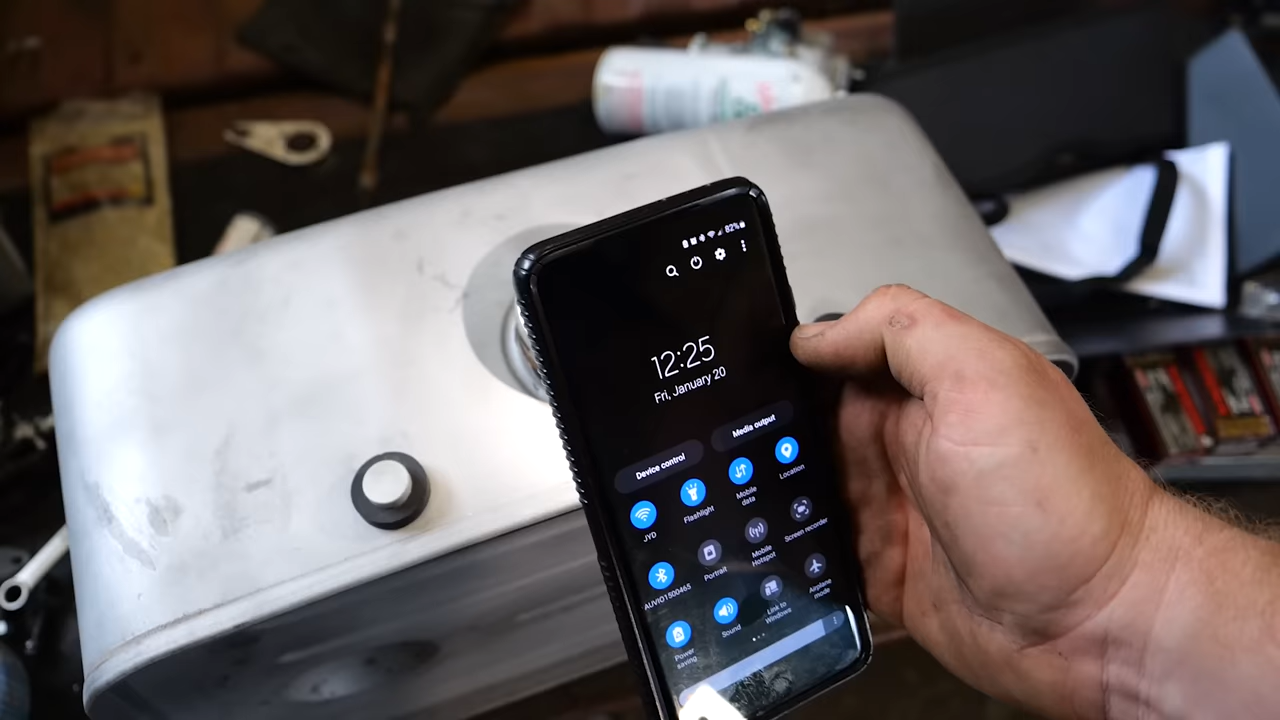 82%
12:25
Fri, January 20
Device control
Media output
JYD
Flashlight
Mobile
data
Location
AUVIO1500465
Portrait
Mobile
Hotspot
Screen recorder
Power
saving
Sound
Link to
Windows
Airplane
mode